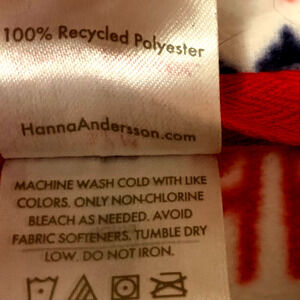 100% Recycled Polyester
HannaAndersson.com
MACHINE WASH COLD WITH LIKE
COLORS. ONLY NON-CHLORINE
BLEACH AS NEEDED. AVOID
FABRIC SOFTENERS. TUMBLE DRY
LOW. DO NOT IRON.